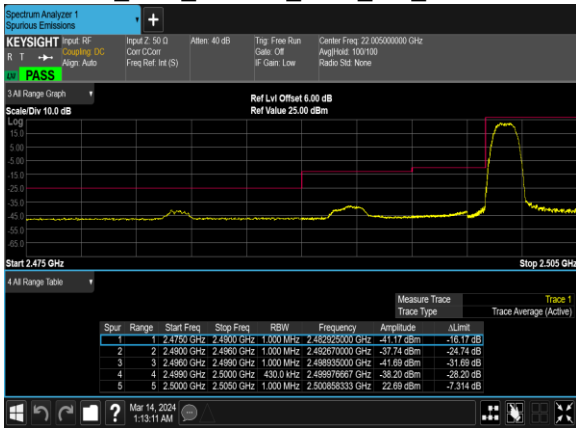 Spectrum Analyzer 1
Spurious Emissions
KEYSIGHT Input: RF Input Z: 50 Ω Atten: 40 dB Trig: Free Run Center Freq: 22.005000000 GHz
R T Coupling: DC Corr CCorr Gate: Off Avg|Hold: 100/100
Align: Auto Freq Ref: Int (S) IF Gain: Low Radio Std: None
PASS
3 All Range Graph
Ref Lvl Offset 6.00 dB
Scale/Div 10.0 dB Ref Value 25.00 dBm
Log
15.0
5.00
-5.00
-15.0
-25.0
-35.0
-45.0
-55.0
-65.0
Start 2.475 GHz Stop 2.505 GHz
4 All Range Table
Measure Trace Trace 1
Trace Type Trace Average (Active)
Spur Range Start Freq Stop Freq RBW Frequency Amplitude ΔLimit
1 1 2.4750 GHz 2.4900 GHz 1.000 MHz 2.482925000 GHz -41.17 dBm -16.17 dB
2 2 2.4900 GHz 2.4960 GHz 1.000 MHz 2.492670000 GHz -37.74 dBm -24.74 dB
3 3 2.4960 GHz 2.4990 GHz 1.000 MHz 2.498935000 GHz -41.69 dBm -31.69 dB
4 4 2.4990 GHz 2.5000 GHz 430.0 kHz 2.499976667 GHz -38.20 dBm -28.20 dB
5 5 2.5000 GHz 2.5050 GHz 1.000 MHz 2.500858333 GHz 22.69 dBm -7.314 dB
? Mar 14, 2024
1:13:11 AM